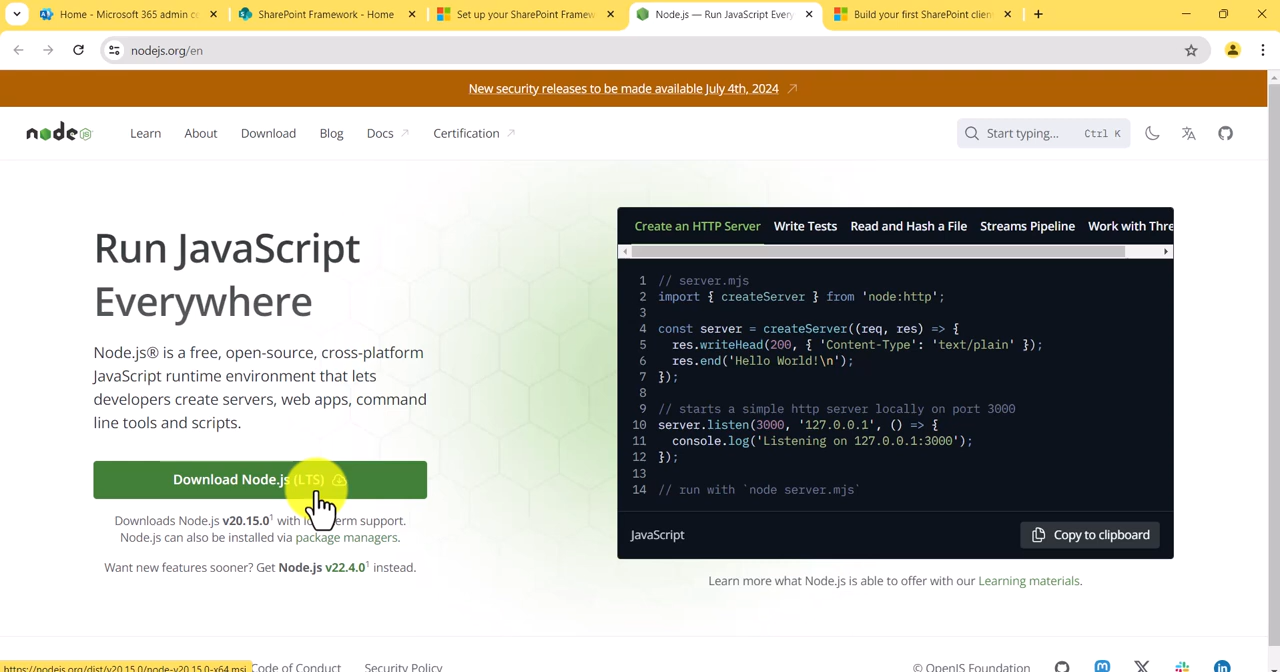 Home - Microsoft 365 admin ce
SharePoint Framework - Home
Set up your SharePoint Framew
Node.js — Run JavaScript Every
Build your first SharePoint clien
nodejs.org/en
New security releases to be made available July 4th, 2024
node
Learn
About
Download
Blog
Docs
Certification
Start typing...
Ctrl K
Run JavaScript
Everywhere
Node.js® is a free, open-source, cross-platform
JavaScript runtime environment that lets
developers create servers, web apps, command
line tools and scripts.
Download Node.js (LTS)
Downloads Node.js v20.15.0¹ with support.
Node.js can also be installed via package managers.
Want new features sooner? Get Node.js v22.4.0¹ instead.
Create an HTTP Server
Write Tests
Read and Hash a File
Streams Pipeline
Work with Thre
1 // server.mjs
2 import { createServer } from 'node:http';
3
4 const server = createServer((req, res) => {
5 res.writeHead(200, { 'Content-Type': 'text/plain' });
6 res.end('Hello World!\n');
7 });
8
9 // starts a simple http server locally on port 3000
10 server.listen(3000, '127.0.0.1', () => {
11 console.log('Listening on 127.0.0.1:3000');
12 });
13
14 // run with `node server.mjs`
JavaScript
Copy to clipboard
Learn more what Node.js is able to offer with our Learning materials.
https://nodejs.org/dist/v20.15.0/node-v20.15.0-x64.msi
Code of Conduct
Security Policy
© OpenJS Foundation